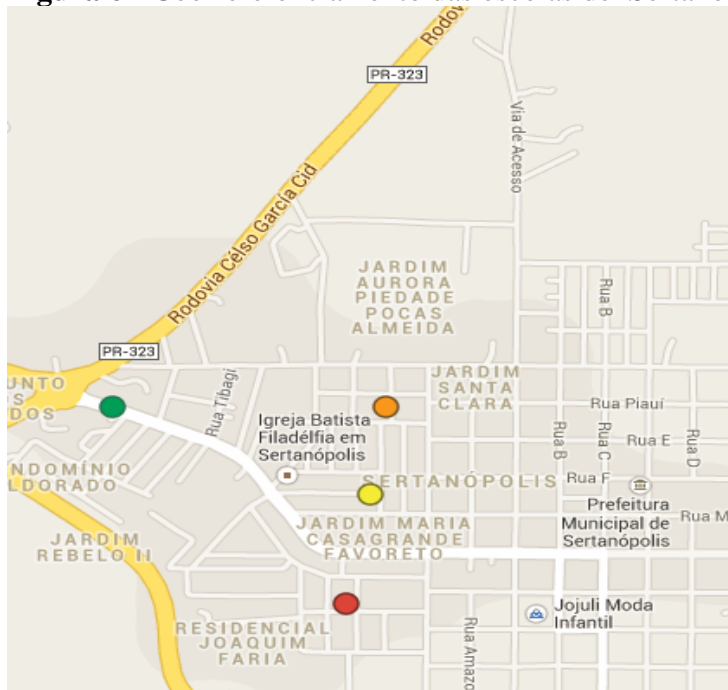 PR-323
Rodovia Celso Garcia Cid
Via de Acesso
JARDIM
AURORA
PIEDADE
POCAS
ALMEIDA
Rua B
PR-323
JARDIM
SANTA
CLARA
Rua Tibagi
Igreja Batista
Filadélfia em
Sertanópolis
Rua Piauí
Rua B
Rua C
Rua E
Rua D
SERTANÓPOLIS
Rua F
Prefeitura
Municipal de
Sertanópolis
Rua M
JARDIM MARIA
CASAGRANDE
FAVORETO
JARDIM
REBELO II
RESIDENCIAL
JOAQUIM
FARIA
Jojuli Moda
Infantil